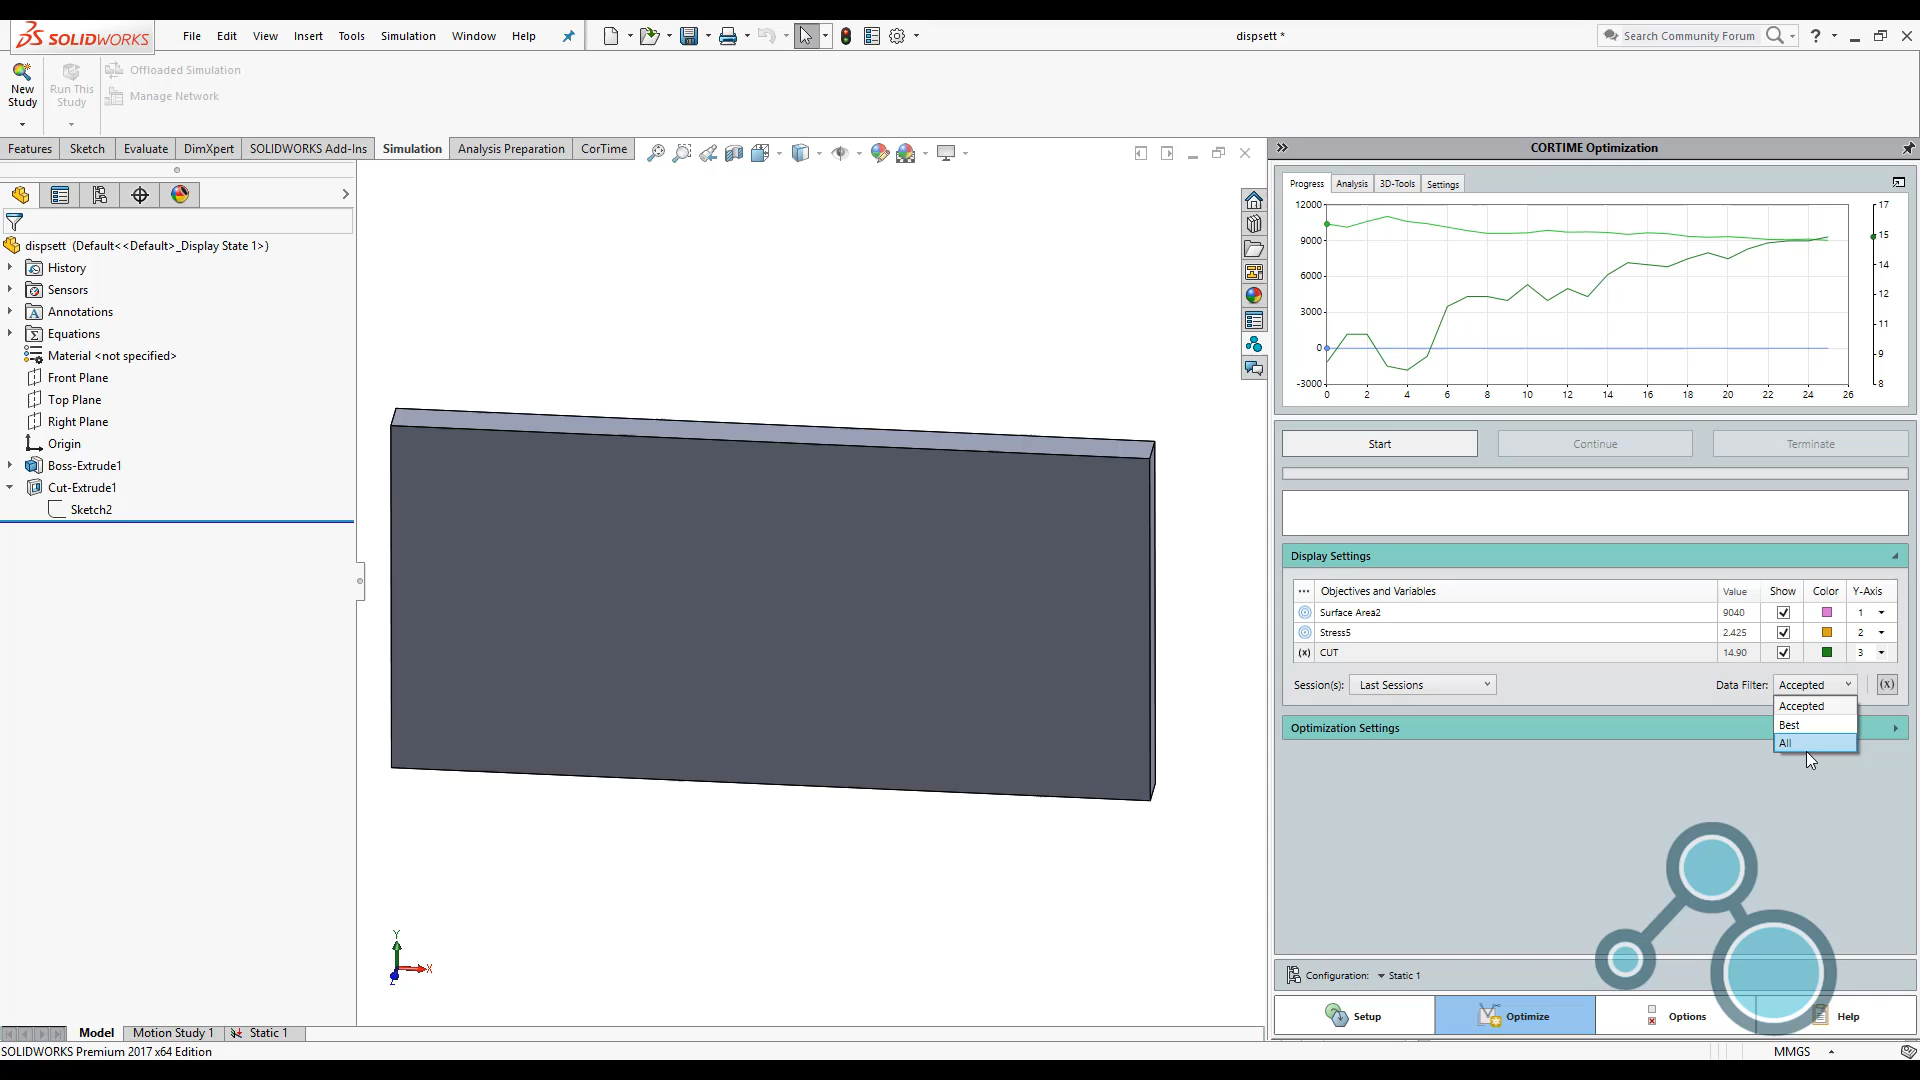 SOLIDWORKS
File Edit View Insert Tools Simulation Window Help
dispsett *
Search Community Forum
?
New Study
Run This Study
Offloaded Simulation
Manage Network
Features Sketch Evaluate DimXpert SOLIDWORKS Add-Ins Simulation Analysis Preparation CorTime
CORTIME Optimization
dispsett (Default<<Default>_Display State 1>)
History
Sensors
Annotations
Equations
Material <not specified>
Front Plane
Top Plane
Right Plane
Origin
Boss-Extrude1
Cut-Extrude1
Sketch2
Y
X
Z
Progress Analysis 3D-Tools Settings
12000
9000
6000
3000
0
-3000
17
15
14
12
11
9
8
0 2 4 6 8 10 12 14 16 18 20 22 24 26
Start Continue Terminate
Display Settings
... Objectives and Variables Value Show Color Y-Axis
Surface Area2 9040 1
Stress5 2.425 2
(x) CUT 14.90 3
Session(s): Last Sessions Data Filter: Accepted (x)
Accepted
Best
All
Optimization Settings
Configuration: Static 1
Setup Optimize Options Help
Model Motion Study 1 Static 1
SOLIDWORKS Premium 2017 x64 Edition
MMGS